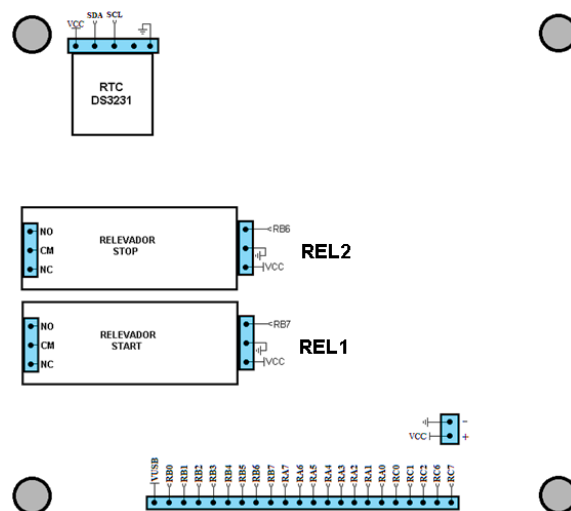 VCC SDA SCL
RTC
DS3231
NO
CM
NC
RELEVADOR
STOP
RB6
VCC
REL2
NO
CM
NC
RELEVADOR
START
RB7
VCC
REL1
-
VCC +
VUSB RB0 RB1 RB2 RB3 RB4 RB5 RB6 RB7 RA7 RA6 RA5 RA4 RA3 RA2 RA1 RA0 RC0 RC1 RC2 RC6 RC7